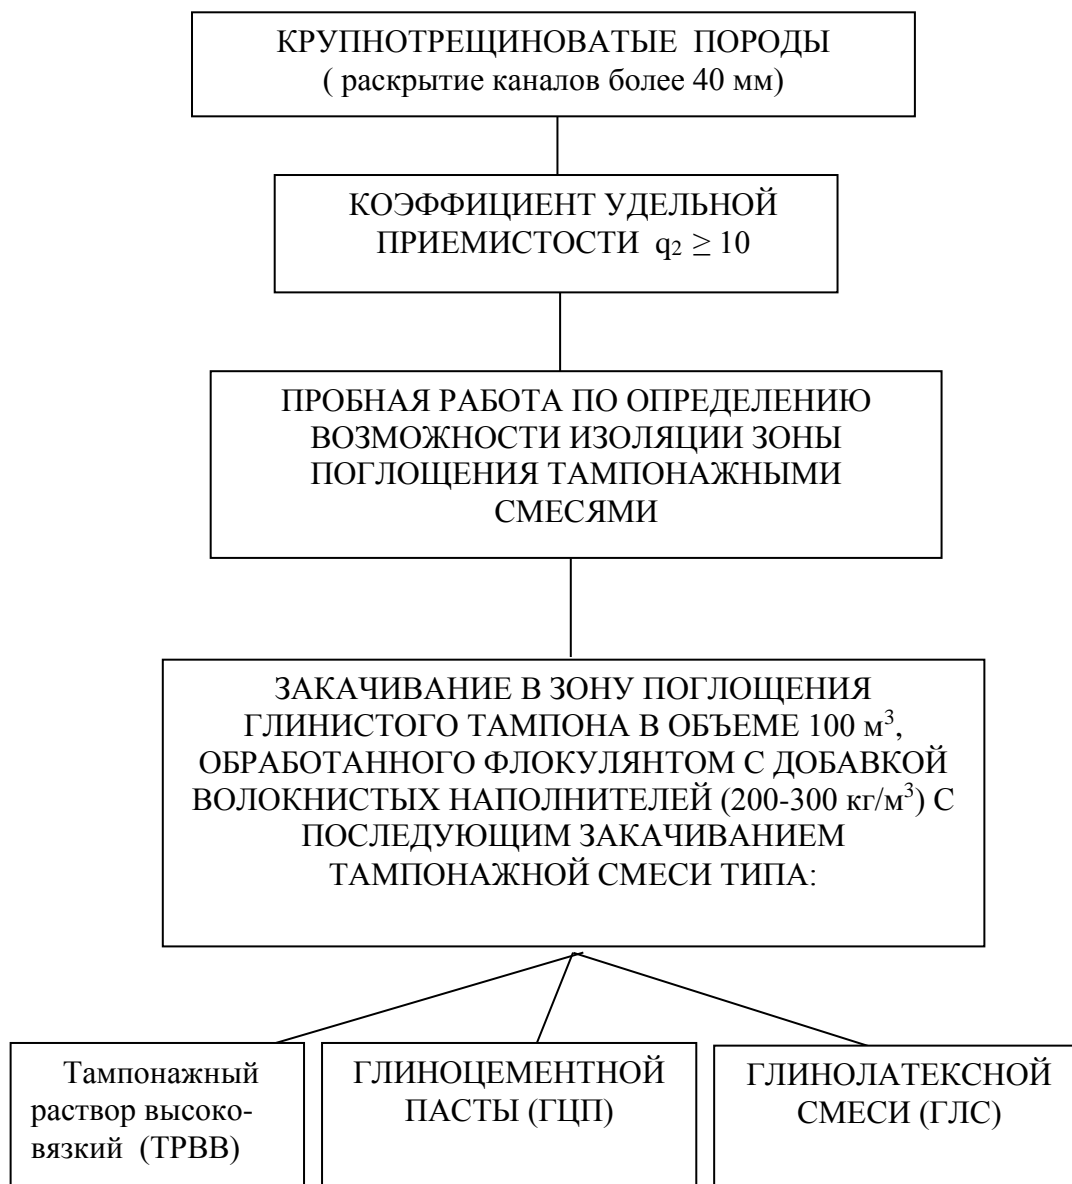 КРУПНОТРЕЩИНОВАТЫЕ ПОРОДЫ
( раскрытие каналов более 40 мм)
КОЭФФИЦИЕНТ УДЕЛЬНОЙ
ПРИЕМИСТОСТИ q₂ ≥ 10
ПРОБНАЯ РАБОТА ПО ОПРЕДЕЛЕНИЮ
ВОЗМОЖНОСТИ ИЗОЛЯЦИИ ЗОНЫ
ПОГЛОЩЕНИЯ ТАМПОНАЖНЫМИ
СМЕСЯМИ
ЗАКАЧИВАНИЕ В ЗОНУ ПОГЛОЩЕНИЯ
ГЛИНИСТОГО ТАМПОНА В ОБЪЕМЕ 100 м³,
ОБРАБОТАННОГО ФЛОКУЛЯНТОМ С ДОБАВКОЙ
ВОЛОКНИСТЫХ НАПОЛНИТЕЛЕЙ (200-300 кг/м³) С
ПОСЛЕДУЮЩИМ ЗАКАЧИВАНИЕМ
ТАМПОНАЖНОЙ СМЕСИ ТИПА:
Тампонажный
раствор высоко-
вязкий (ТРВВ)
ГЛИНОЦЕМЕНТНОЙ
ПАСТЫ (ГЦП)
ГЛИНОЛАТЕКСНОЙ
СМЕСИ (ГЛС)